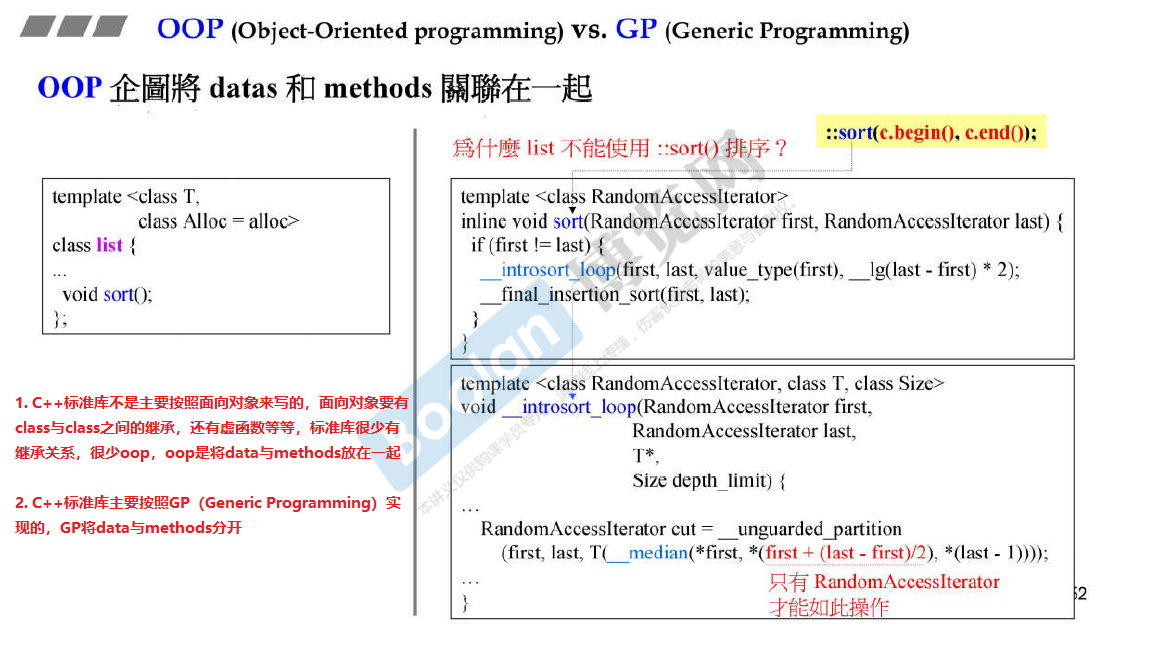 OOP (Object-Oriented programming) vs. GP (Generic Programming)
OOP 企圖將 datas 和 methods 關聯在一起
template <class T,
class Alloc = alloc>
class list {
...
void sort();
};
1. C++标准库不是主要按照面向对象来写的，面向对象要有
class与class之间的继承，还有虚函数等等，标准库很少有
继承关系，很少oop，oop是将data与methods放在一起
2. C++标准库主要按照GP（Generic Programming）实
现的，GP将data与methods分开
::sort(c.begin(), c.end());
爲什麼 list 不能使用 ::sort() 排序？
template <class RandomAccessIterator>
inline void sort(RandomAccessIterator first, RandomAccessIterator last) {
if (first != last) {
__introsort_loop(first, last, value_type(first), __lg(last - first) * 2);
__final_insertion_sort(first, last);
}
}
template <class RandomAccessIterator, class T, class Size>
void __introsort_loop(RandomAccessIterator first,
RandomAccessIterator last,
T*,
Size depth_limit) {
...
RandomAccessIterator cut = __unguarded_partition
(first, last, T(__median(*first, *(first + (last - first)/2), *(last - 1))));
...
只有 RandomAccessIterator
才能如此操作
}
52
Boolan
博览网